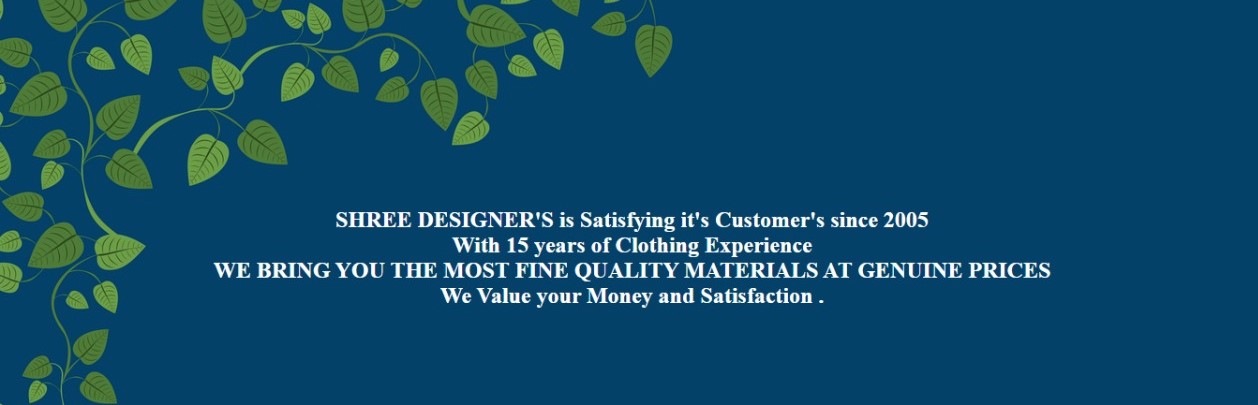 SHREE DESIGNER'S is Satisfying it's Customer's since 2005
With 15 years of Clothing Experience
WE BRING YOU THE MOST FINE QUALITY MATERIALS AT GENUINE PRICES
We Value your Money and Satisfaction .